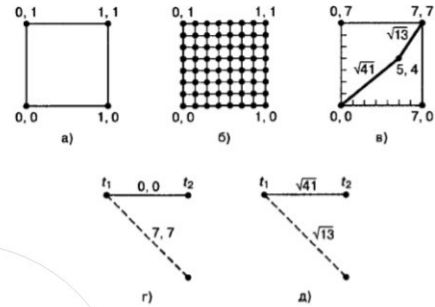 0, 1 1, 1
0, 0 1, 0
а)
0, 1 1, 1
0, 0 1, 0
б)
0, 7 7, 7
√13
√41
5, 4
0, 0 7, 0
в)
t₁ 0, 0 t₂
7, 7
г)
t₁ √41 t₂
√13
д)